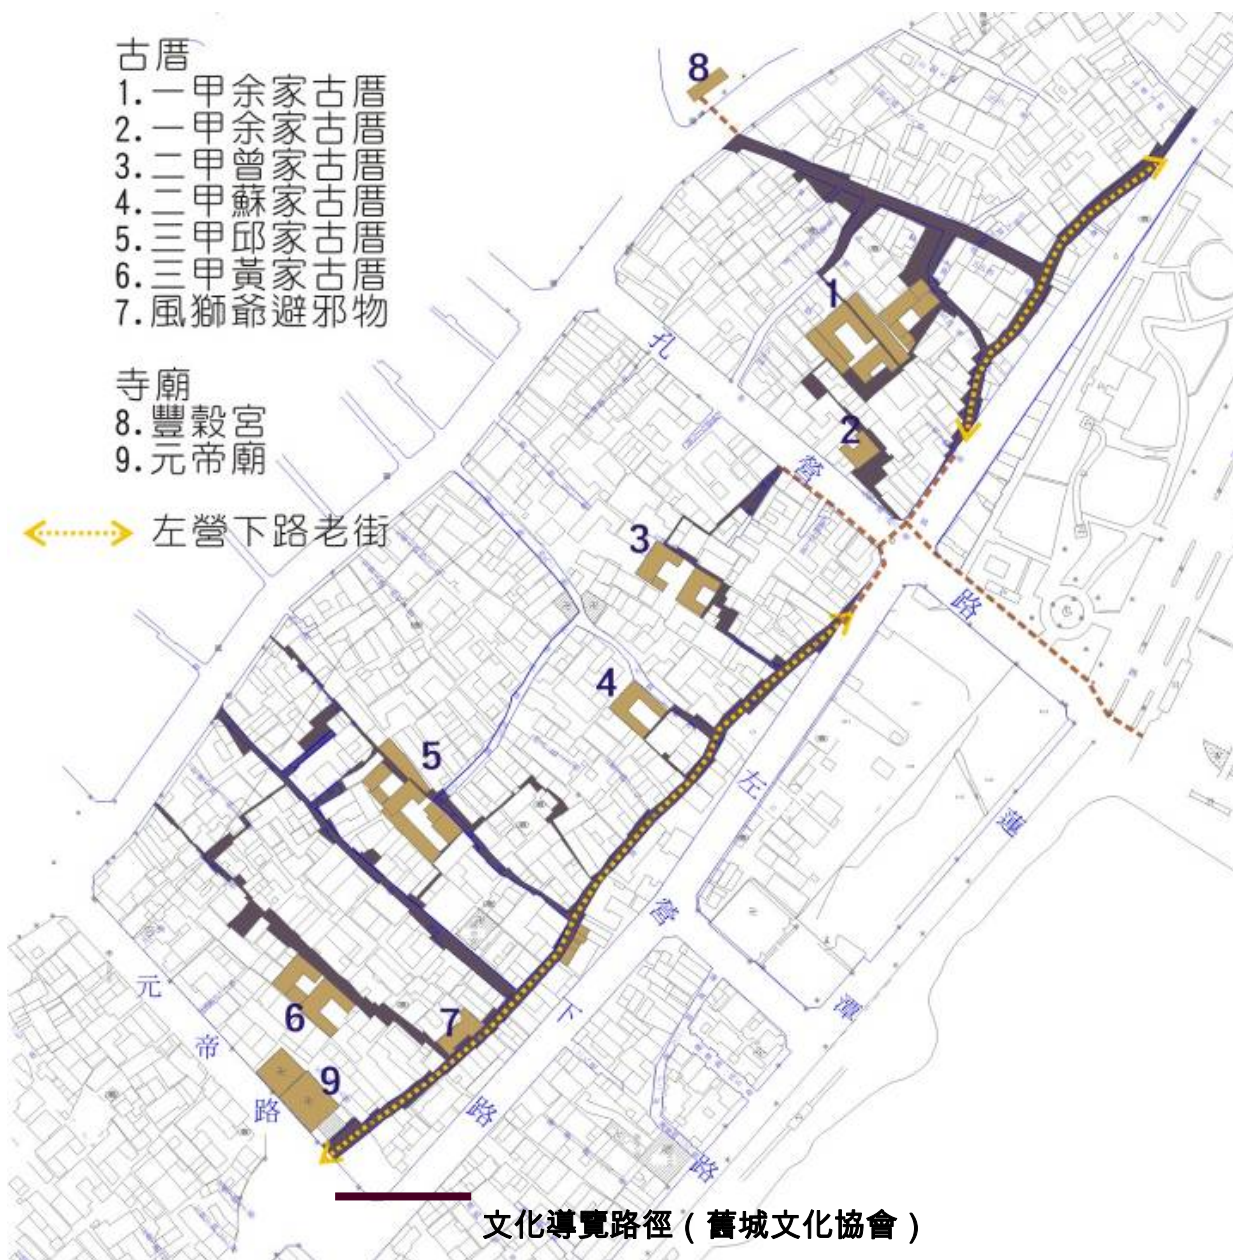 古厝
1.一甲余家古厝
2.一甲余家古厝
3.二甲曾家古厝
4.二甲蘇家古厝
5.三甲邱家古厝
6.三甲黃家古厝
7.風獅爺避邪物
寺廟
8.豐穀宮
9.元帝廟
左營下路老街
8
1
孔
2
營
3
路
4
5
左
蓮
營
元
6
7
下
潭
帝
9
路
路
路
文化導覽路徑（舊城文化協會）